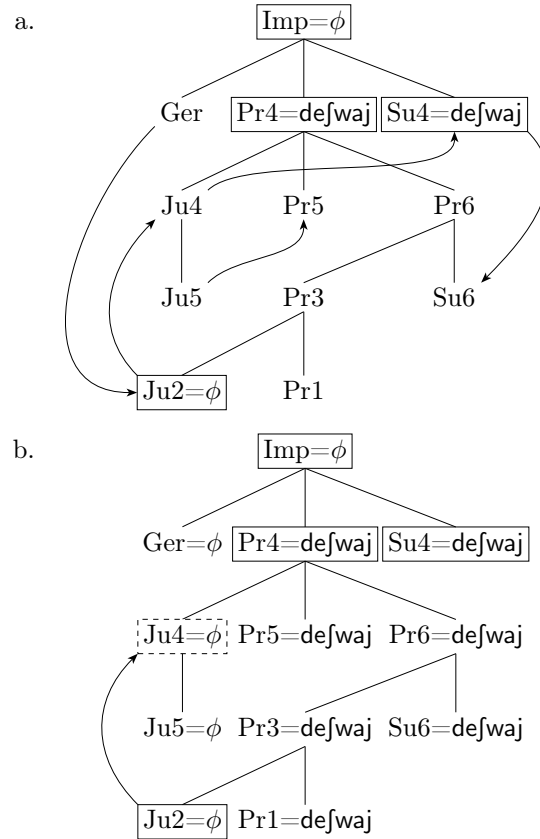 a.
Imp=ϕ
Ger Pr4=deʃwaj Su4=deʃwaj
Ju4 Pr5 Pr6
Ju5 Pr3 Su6
Ju2=ϕ Pr1
b.
Imp=ϕ
Ger=ϕ Pr4=deʃwaj Su4=deʃwaj
Ju4=ϕ Pr5=deʃwaj Pr6=deʃwaj
Ju5=ϕ Pr3=deʃwaj Su6=deʃwaj
Ju2=ϕ Pr1=deʃwaj